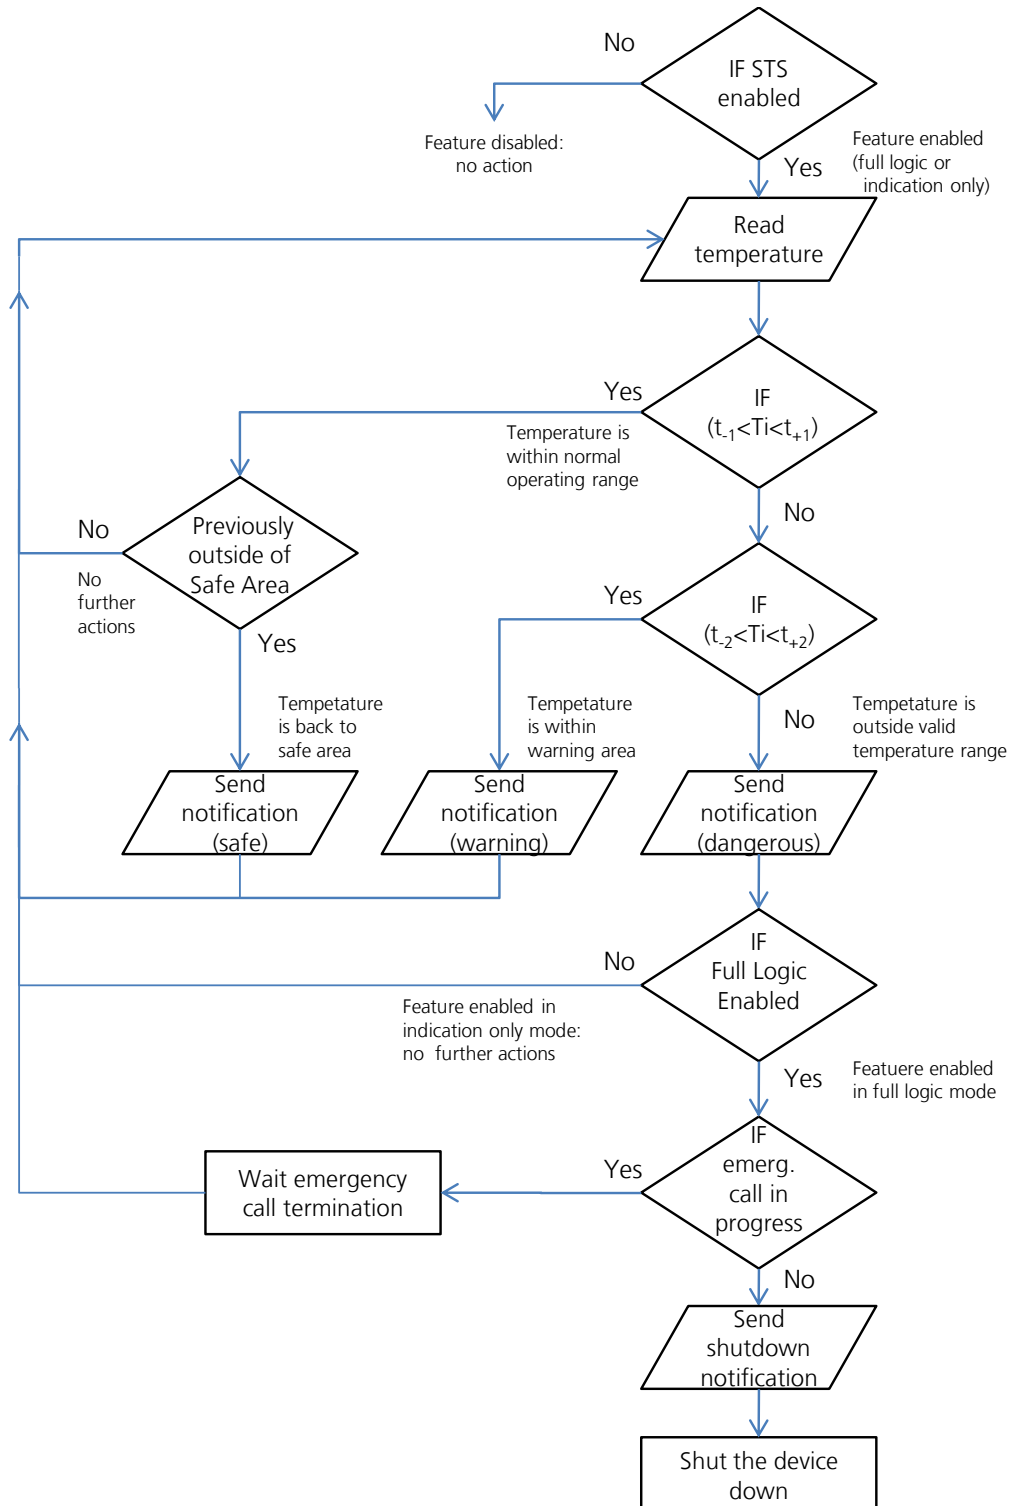 No
IF STS
enabled
Feature disabled:
no action
Yes
Feature enabled
(full logic or
indication only)
Read
temperature
Yes
IF
(t-1<Ti<t+1)
Temperature is
within normal
operating range
No
No
Previously
outside of
Safe Area
No
further
actions
Yes
Yes
IF
(t-2<Ti<t+2)
Tempetature
is back to
safe area
Tempetature
is within
warning area
No
Tempetature is
outside valid
temperature range
Send
notification
(safe)
Send
notification
(warning)
Send
notification
(dangerous)
No
IF
Full Logic
Enabled
Feature enabled in
indication only mode:
no further actions
Yes
Featuere enabled
in full logic mode
Wait emergency
call termination
Yes
IF
emerg.
call in
progress
No
Send
shutdown
notification
Shut the device
down